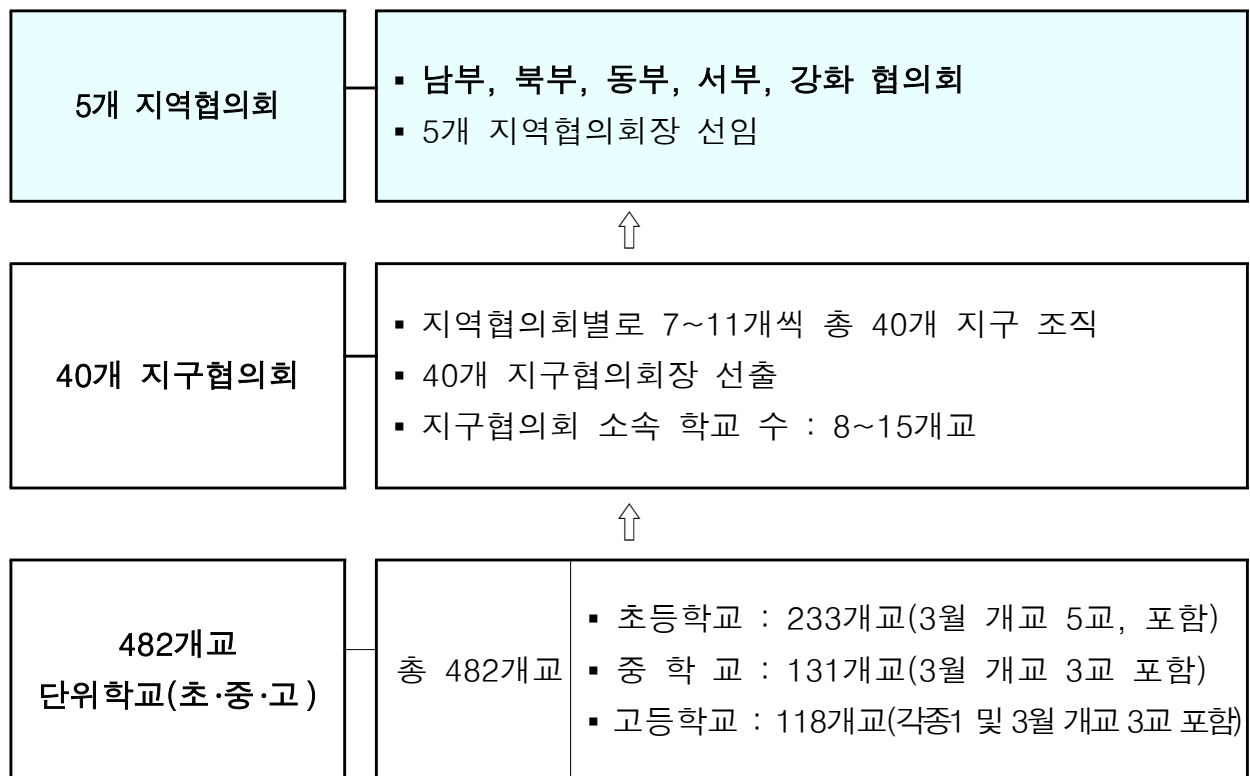 5개 지역협의회
▪ 남부, 북부, 동부, 서부, 강화 협의회
▪ 5개 지역협의회장 선임
⇧
40개 지구협의회
▪ 지역협의회별로 7~11개씩 총 40개 지구 조직
▪ 40개 지구협의회장 선출
▪ 지구협의회 소속 학교 수 : 8~15개교
⇧
482개교
단위학교(초·중·고)
총 482개교
▪ 초등학교 : 233개교(3월 개교 5교, 포함)
▪ 중 학 교 : 131개교(3월 개교 3교 포함)
▪ 고등학교 : 118개교(각종1 및 3월 개교 3교 포함)